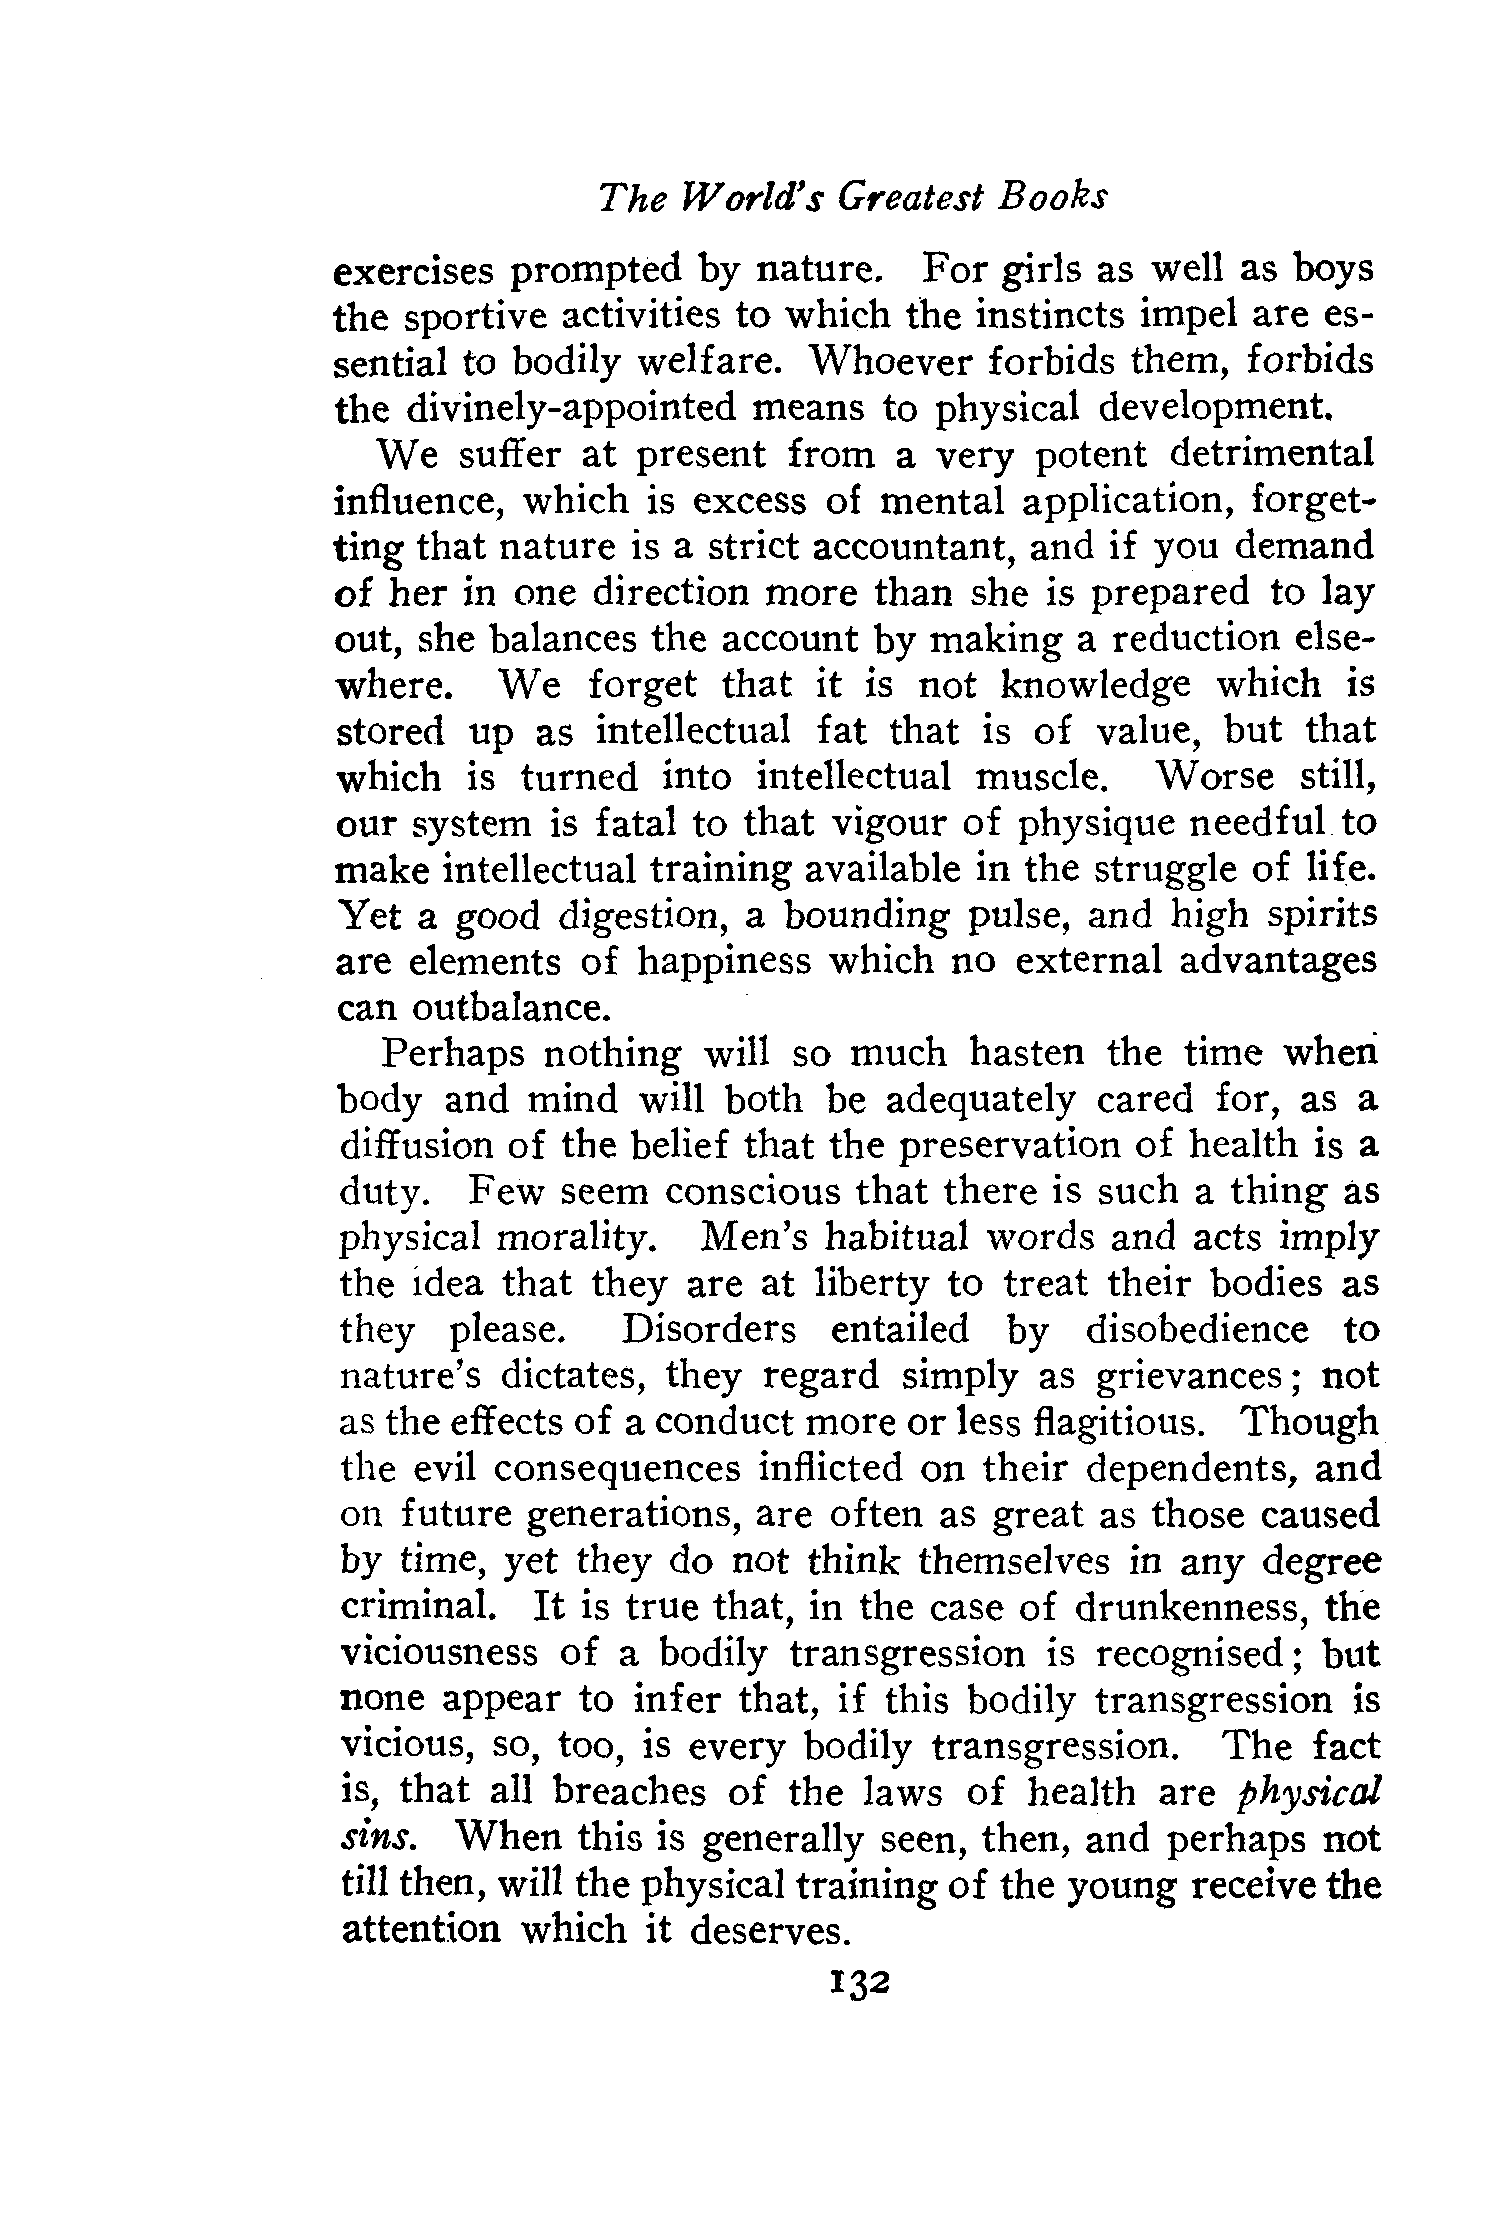 The World's Greatest Books
exercises prompted by nature. For girls as well as boys
the sportive activities to which the instincts impel are es-
sential to bodily welfare. Whoever forbids them, forbids
the divinely-appointed means to physical development.
We suffer at present from a very potent detrimental
influence, which is excess of mental application, forget-
ting that nature is a strict accountant, and if you demand
of her in one direction more than she is prepared to lay
out, she balances the account by making a reduction else-
where. We forget that it is not knowledge which is
stored up as intellectual fat that is of value, but that
which is turned into intellectual muscle. Worse still,
our system is fatal to that vigour of physique needful to
make intellectual training available in the struggle of life.
Yet a good digestion, a bounding pulse, and high spirits
are elements of happiness which no external advantages
can outbalance.
Perhaps nothing will so much hasten the time when
body and mind will both be adequately cared for, as a
diffusion of the belief that the preservation of health is a
duty. Few seem conscious that there is such a thing as
physical morality. Men's habitual words and acts imply
the idea that they are at liberty to treat their bodies as
they please. Disorders entailed by disobedience to
nature's dictates, they regard simply as grievances; not
as the effects of a conduct more or less flagitious. Though
the evil consequences inflicted on their dependents, and
on future generations, are often as great as those caused
by time, yet they do not think themselves in any degree
criminal. It is true that, in the case of drunkenness, the
viciousness of a bodily transgression is recognised; but
none appear to infer that, if this bodily transgression is
vicious, so, too, is every bodily transgression. The fact
is, that all breaches of the laws of health are physical
sins. When this is generally seen, then, and perhaps not
till then, will the physical training of the young receive the
attention which it deserves.
132